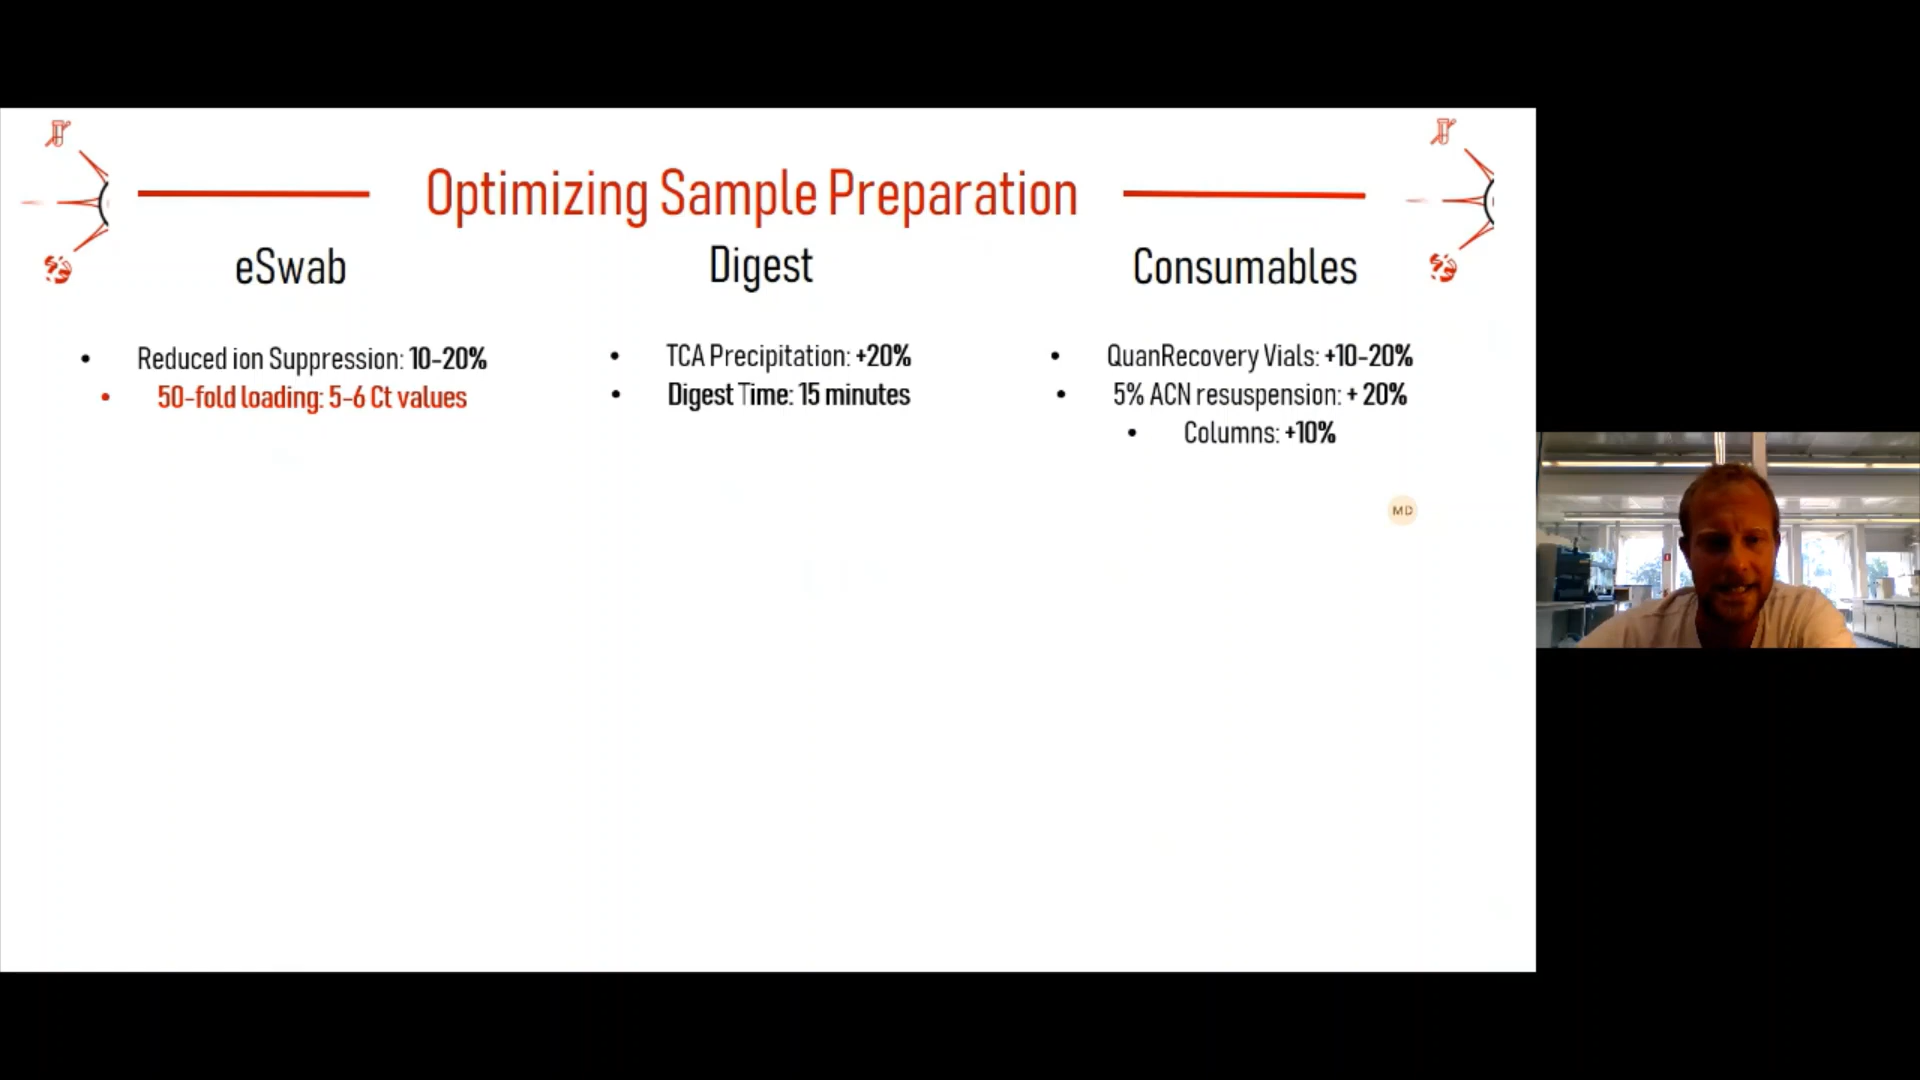 Optimizing Sample Preparation
eSwab
Reduced ion Suppression: 10-20%
50-fold loading: 5-6 Ct values
Digest
TCA Precipitation: +20%
Digest Time: 15 minutes
Consumables
QuanRecovery Vials: +10-20%
5% ACN resuspension: + 20%
Columns: +10%
MD